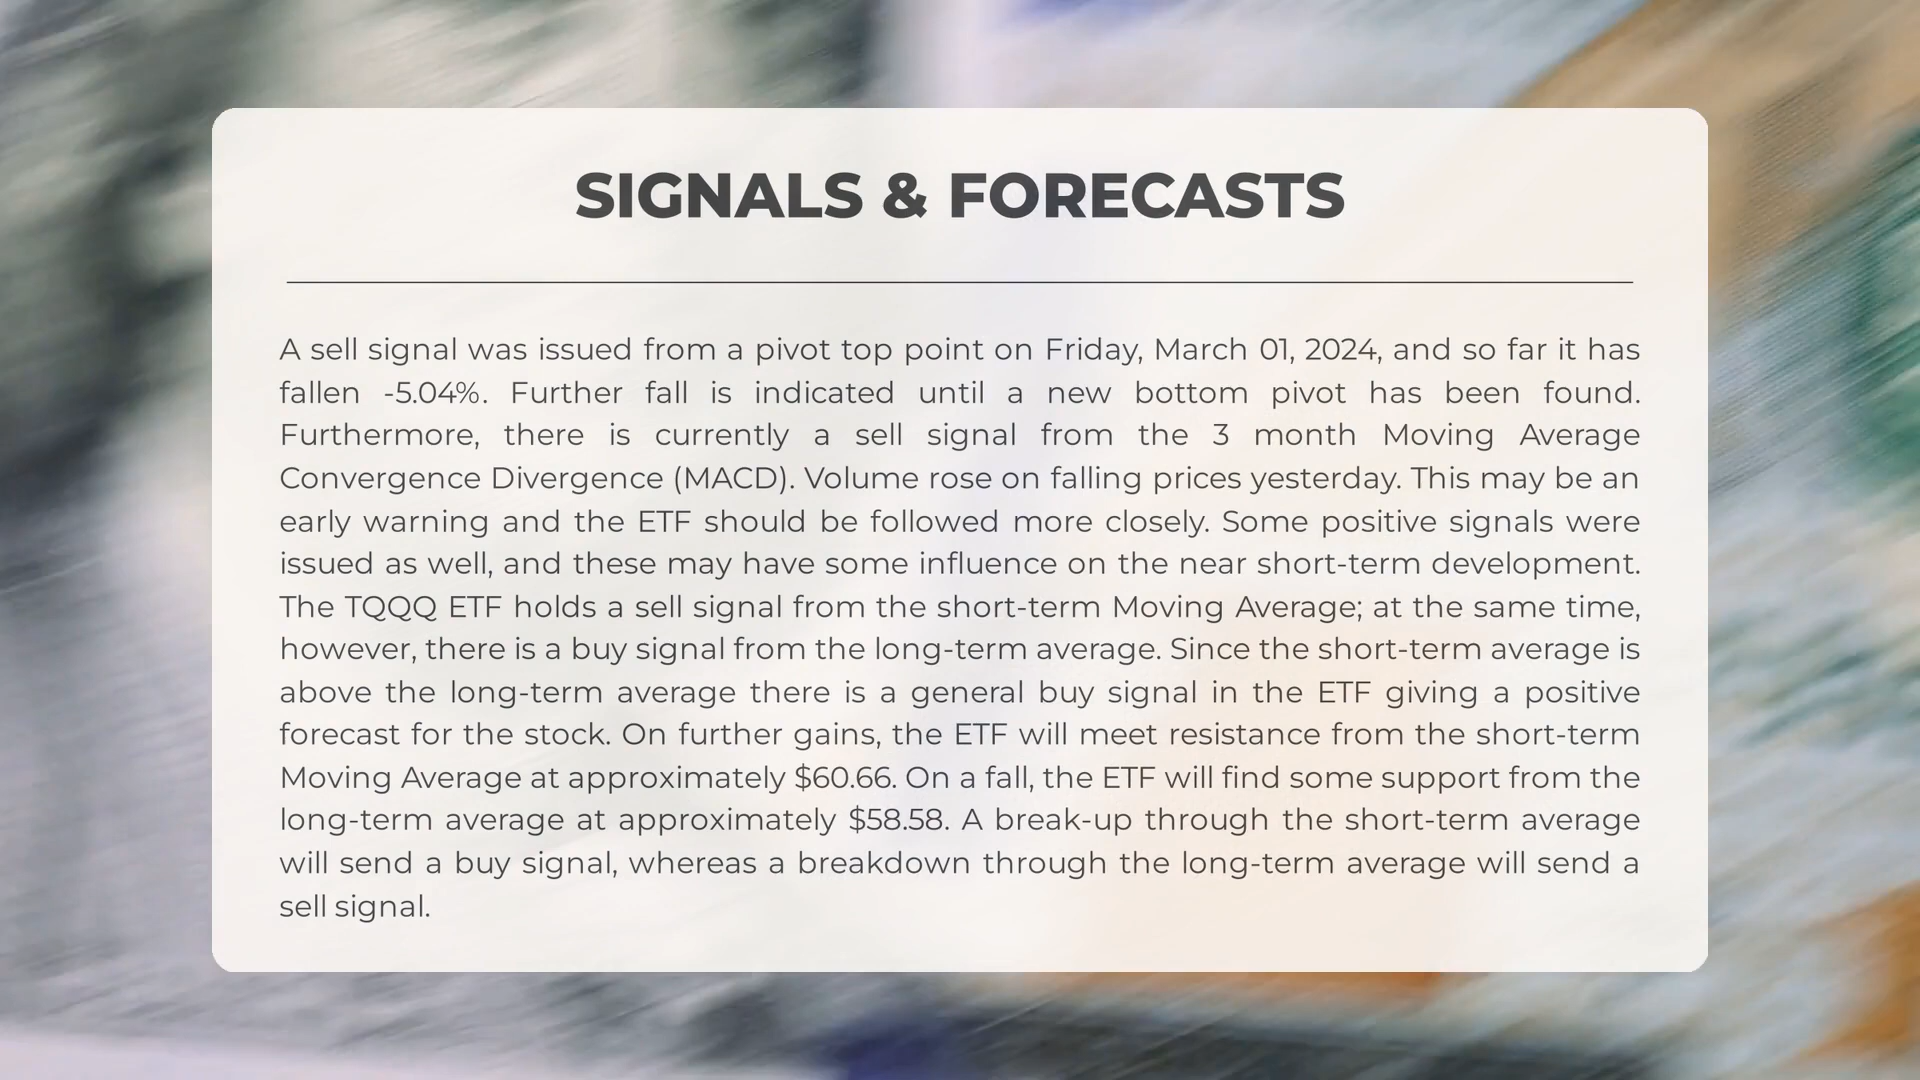 SIGNALS & FORECASTS
A sell signal was issued from a pivot top point on Friday, March 01, 2024, and so far it has
fallen -5.04%. Further fall is indicated until a new bottom pivot has been found.
Furthermore, there is currently a sell signal from the 3 month Moving Average
Convergence Divergence (MACD). Volume rose on falling prices yesterday. This may be an
early warning and the ETF should be followed more closely. Some positive signals were
issued as well, and these may have some influence on the near short-term development.
The TQQQ ETF holds a sell signal from the short-term Moving Average; at the same time,
however, there is a buy signal from the long-term average. Since the short-term average is
above the long-term average there is a general buy signal in the ETF giving a positive
forecast for the stock. On further gains, the ETF will meet resistance from the short-term
Moving Average at approximately $60.66. On a fall, the ETF will find some support from the
long-term average at approximately $58.58. A break-up through the short-term average
will send a buy signal, whereas a breakdown through the long-term average will send a
sell signal.